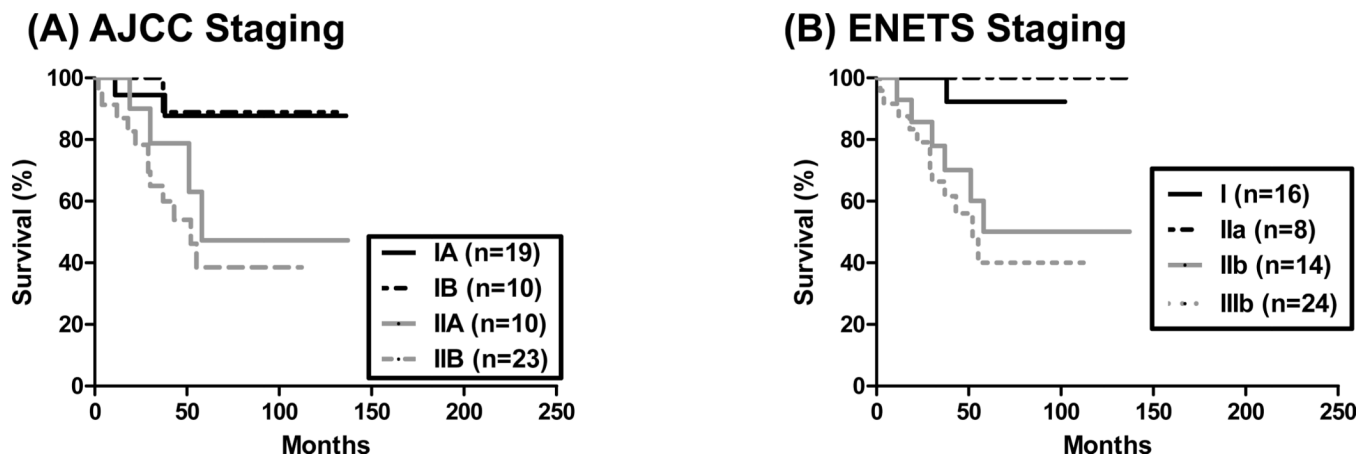 (A) AJCC Staging
100
80
60
40
20
0
Survival (%)
0 50 100 150 200 250
Months
IA (n=19)
IB (n=10)
IIA (n=10)
IIB (n=23)
(B) ENETS Staging
100
80
60
40
20
0
Survival (%)
0 50 100 150 200 250
Months
I (n=16)
IIa (n=8)
IIb (n=14)
IIIb (n=24)